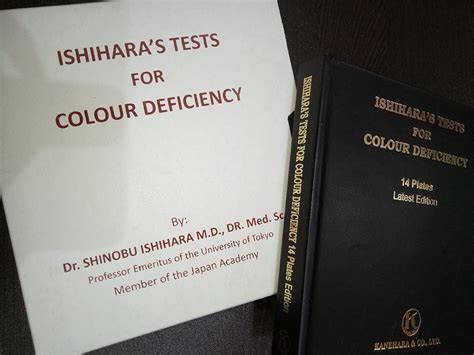 ISHIHARA'S TESTS
FOR
COLOUR DEFICIENCY
By:
Dr. SHINOBU ISHIHARA M.D., DR. Med. Sc
Professor Emeritus of the University of Tokyo
Member of the Japan Academy
ISHIHARA'S TESTS FOR COLOUR DEFICIENCY 14 Plates Edition
ISHIHARA'S TESTS
FOR
COLOUR DEFICIENCY
14 Plates
Latest Edition
K
KANEHARA & CO., LTD.